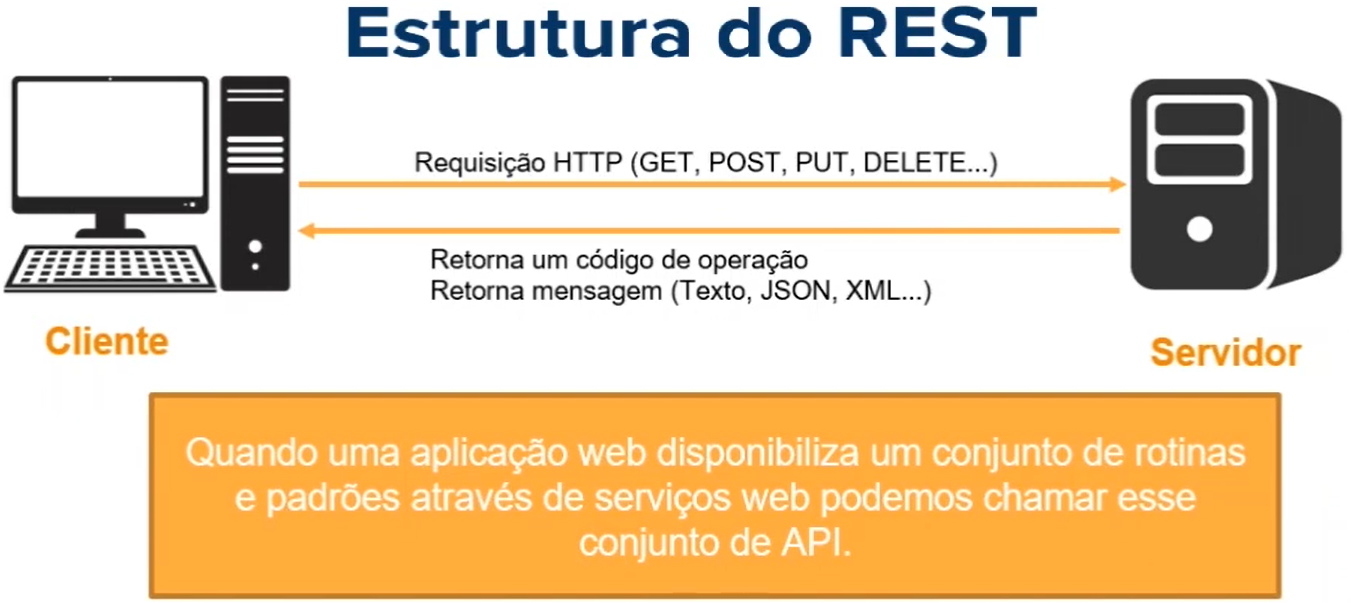 Estrutura do REST
Requisição HTTP (GET, POST, PUT, DELETE...)
Retorna um código de operação
Retorna mensagem (Texto, JSON, XML...)
Cliente
Servidor
Quando uma aplicação web disponibiliza um conjunto de rotinas
e padrões através de serviços web podemos chamar esse
conjunto de API.